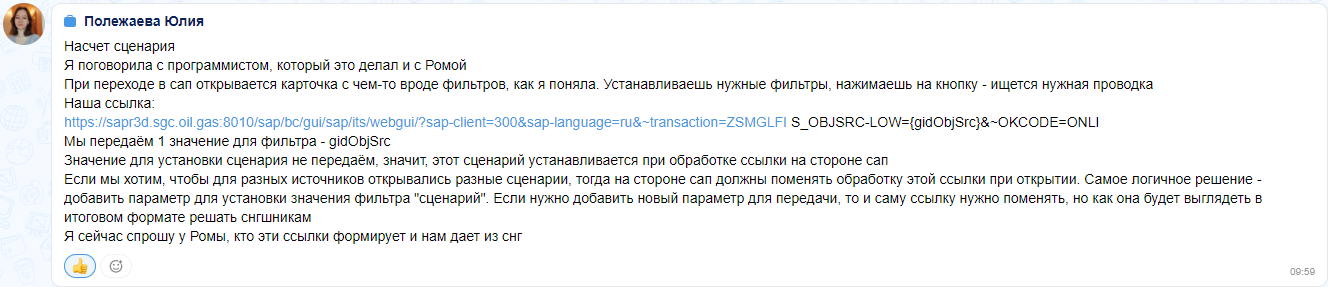 Полежаева Юлия
Насчет сценария
Я поговорила с программистом, который это делал и с Ромой
При переходе в сап открывается карточка с чем-то вроде фильтров, как я поняла. Устанавливаешь нужные фильтры, нажимаешь на кнопку - ищется нужная проводка
Наша ссылка:
https://sapr3d.sgc.oil.gas:8010/sap/bc/gui/sap/its/webgui/?sap-client=300&sap-language=ru&~transaction=ZSMGLFI S_OBJSRC-LOW={gidObjSrc}&~OKCODE=ONLI
Мы передаём 1 значение для фильтра - gidObjSrc
Значение для установки сценария не передаём, значит, этот сценарий устанавливается при обработке ссылки на стороне сап
Если мы хотим, чтобы для разных источников открывались разные сценарии, тогда на стороне сап должны поменять обработку этой ссылки при открытии. Самое логичное решение -
добавить параметр для установки значения фильтра "сценарий". Если нужно добавить новый параметр для передачи, то и саму ссылку нужно поменять, но как она будет выглядеть в
итоговом формате решать снгшникам
Я сейчас спрошу у Ромы, кто эти ссылки формирует и нам дает из снг
09:59